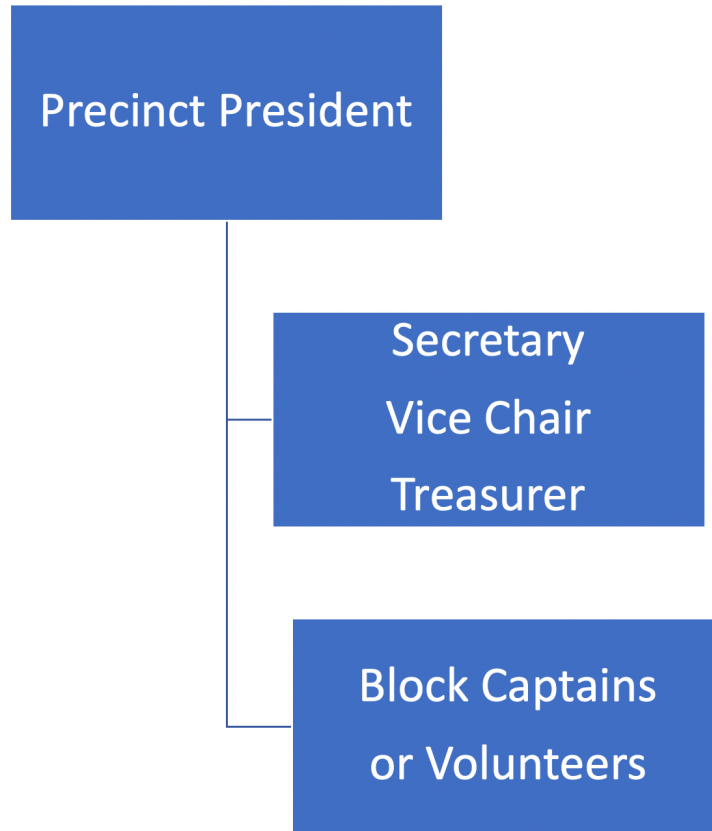 Precinct President
Secretary
Vice Chair
Treasurer
Block Captains
or Volunteers